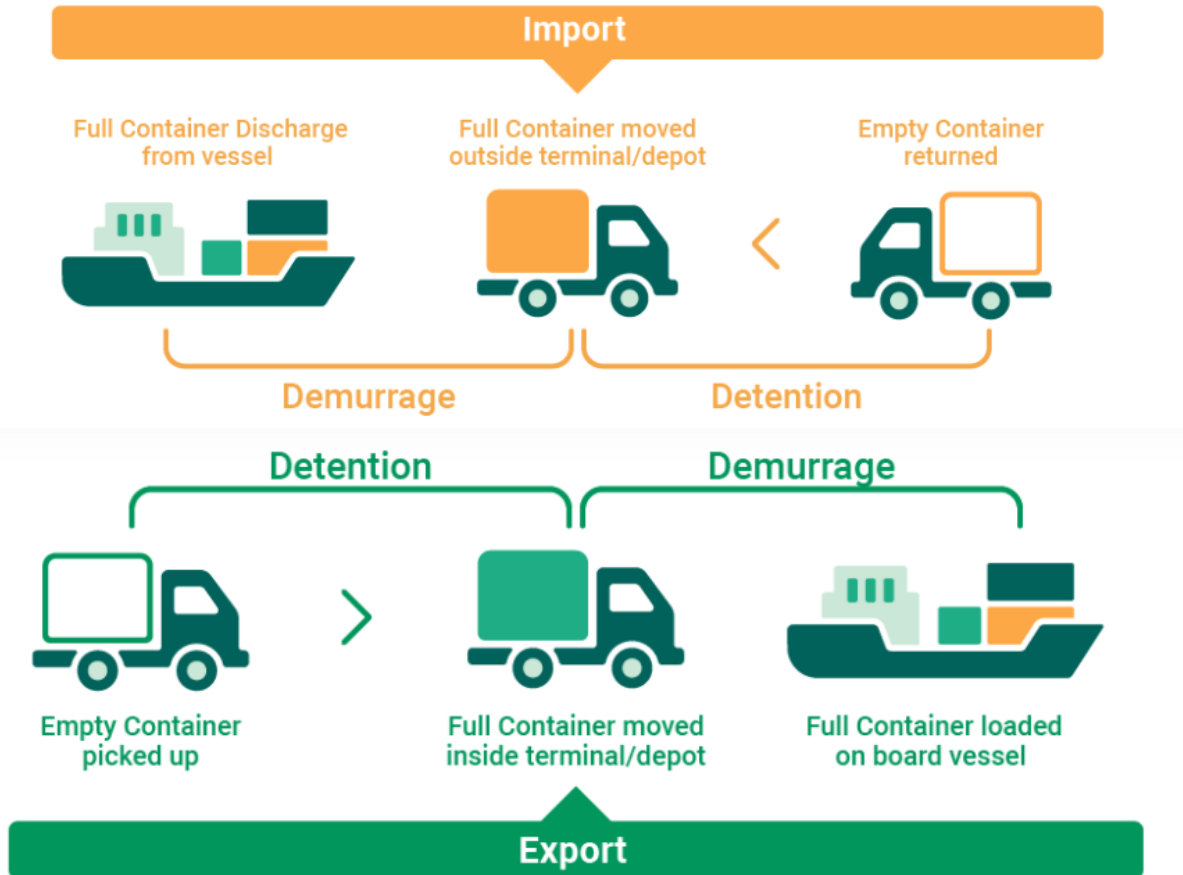 Import
Full Container Discharge
from vessel
Full Container moved
outside terminal/depot
Empty Container
returned
Demurrage
Detention
Detention
Demurrage
Empty Container
picked up
Full Container moved
inside terminal/depot
Full Container loaded
on board vessel
Export